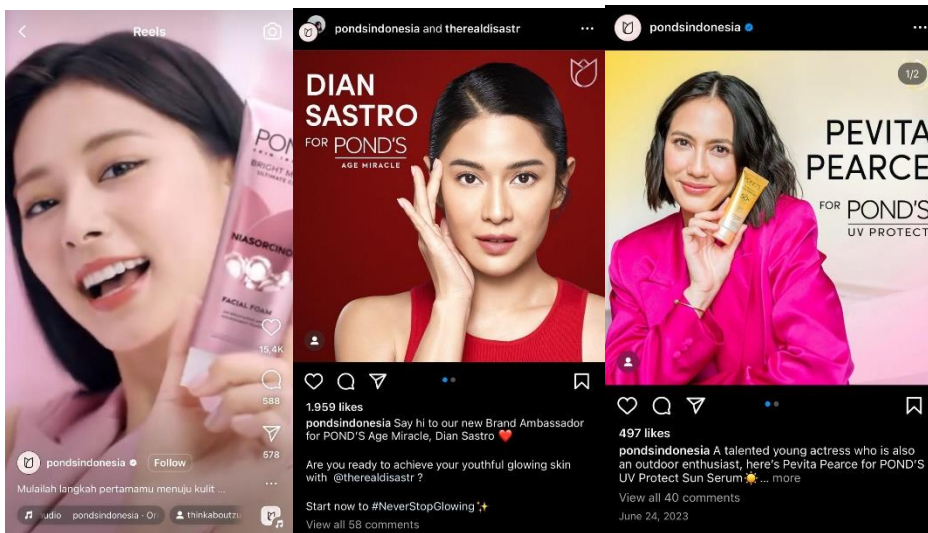 Reels
PON
BRIGHT M
NIASORCINO
FACIAL FOAM
15,4K
588
578
pondsindonesia
Follow
Mulailah langkah pertamamu menuju kulit ...
udio pondsindonesia · Ori
thinkaboutzu
pondsindonesia and therealdisastr
DIAN
SASTRO
FOR POND'S
AGE MIRACLE
1.959 likes
pondsindonesia Say hi to our new Brand Ambassador
for POND'S Age Miracle, Dian Sastro ❤️
Are you ready to achieve your youthful glowing skin
with @therealdisastr ?
Start now to #NeverStopGlowing✨
View all 58 comments
pondsindonesia
1/2
PEVITA
PEARCE
FOR POND'S
UV PROTECT
497 likes
pondsindonesia A talented young actress who is also
an outdoor enthusiast, here's Pevita Pearce for POND'S
UV Protect Sun Serum☀️... more
View all 40 comments
June 24, 2023